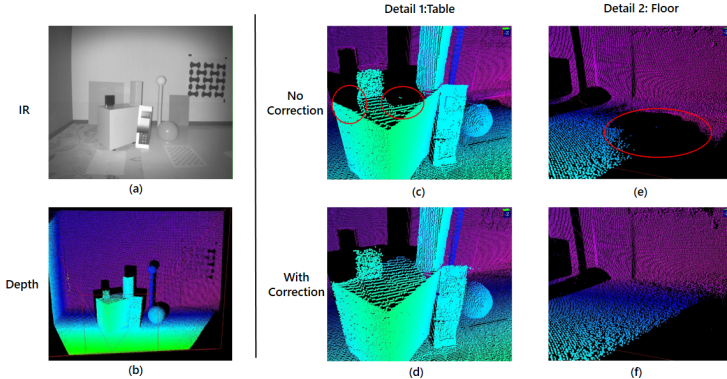 Detail 1:Table
Detail 2: Floor
IR
No
Correction
(a)
(c)
(e)
Depth
With
Correction
(b)
(d)
(f)